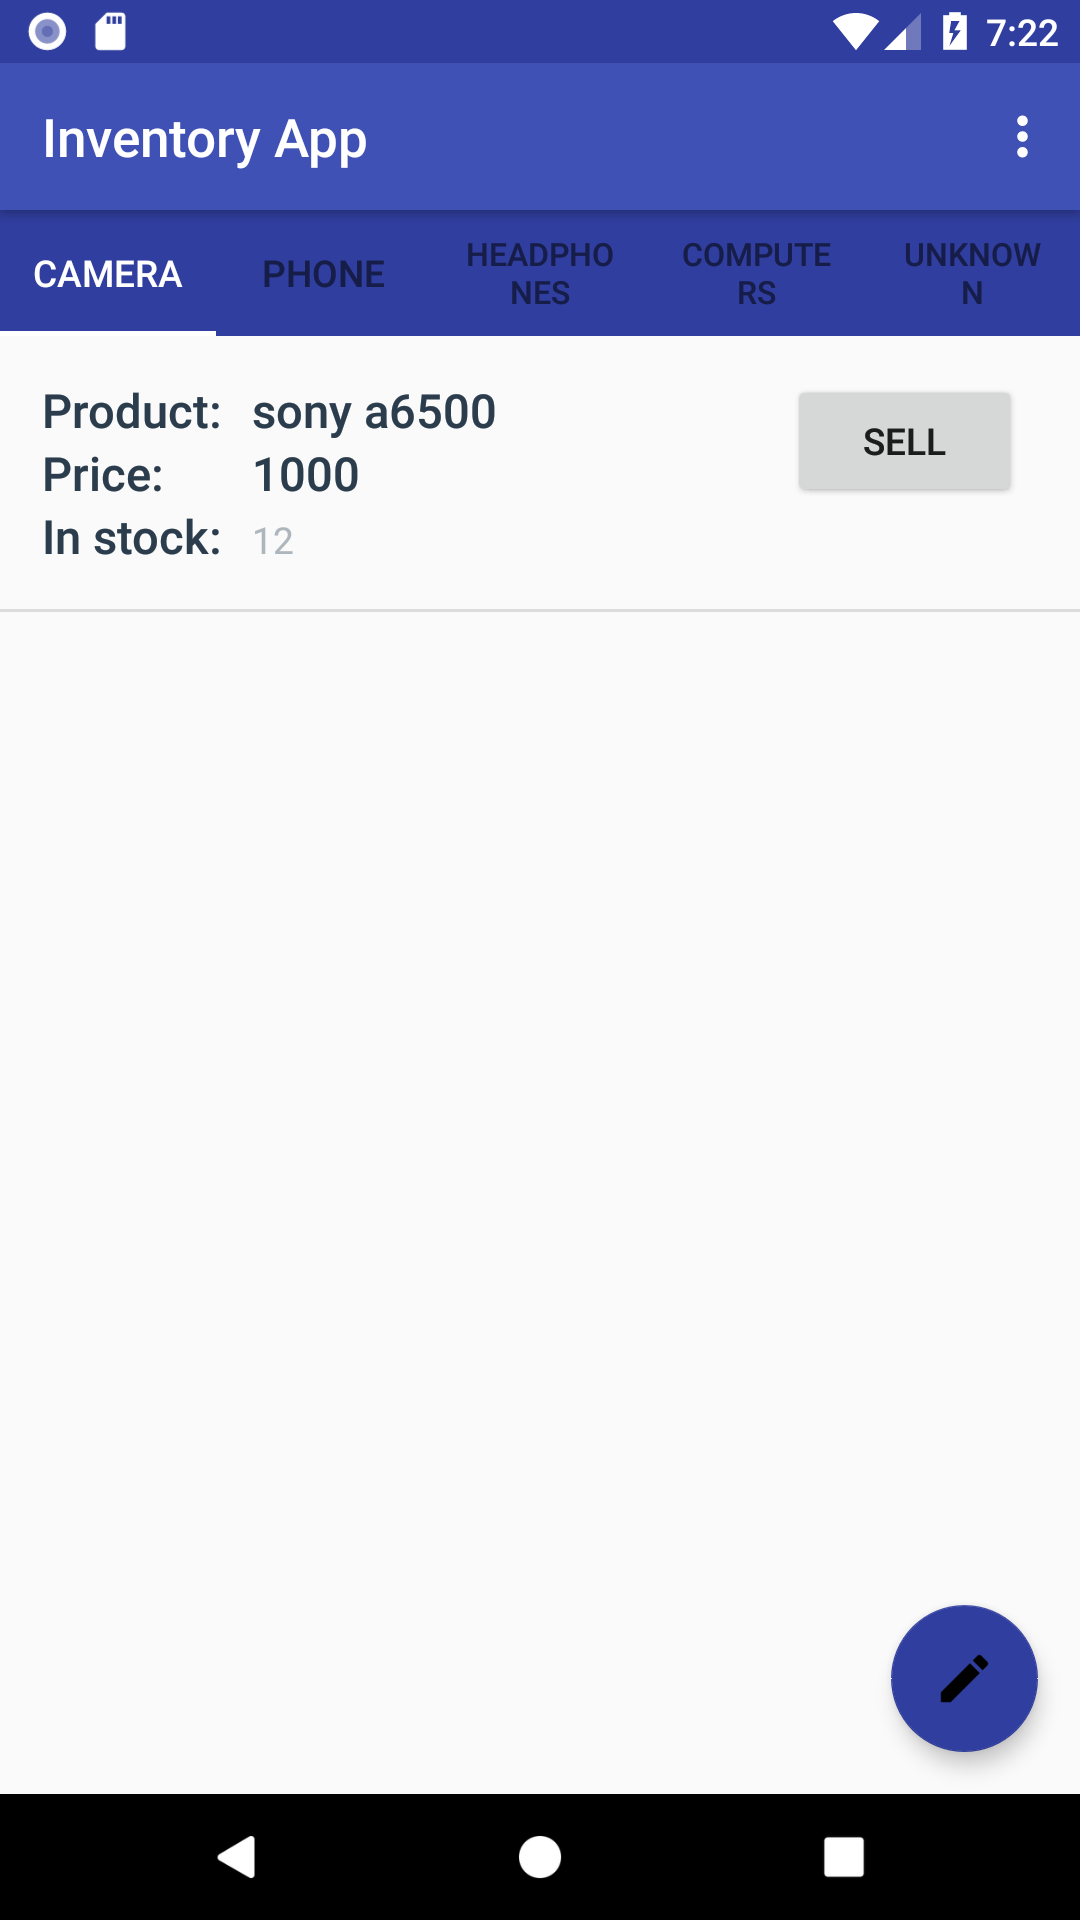 7:22
Inventory App
CAMERA
PHONE
HEADPHO
NES
COMPUTE
RS
UNKNOW
N
Product: sony a6500
SELL
Price: 1000
In stock: 12